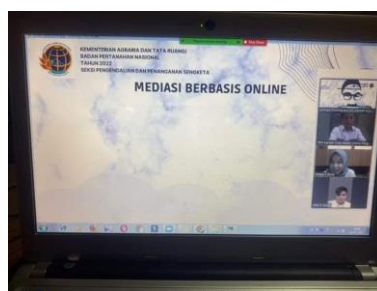 KEMENTERIAN AGRARIA DAN TATA RUANG/
BADAN PERTANAHAN NASIONAL
TAHUN 2022
SEKSI PENGENDALIAN DAN PENANGANAN SENGKETA
MEDIASI BERBASIS ONLINE